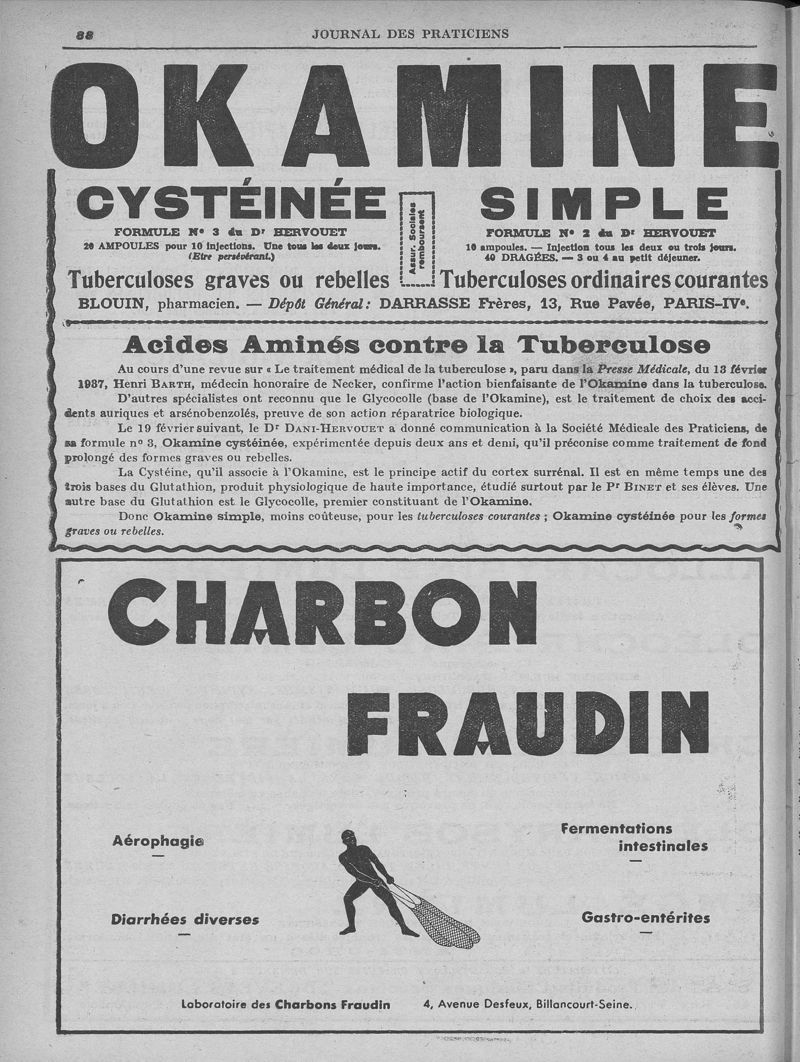 88
JOURNAL DES PRATICIENS
OKAMINE
CYSTÉINÉE
FORMULE N° 3 du Dr HERVOUET
20 AMPOULES pour 10 injections. Une tous les deux jours.
(Etre persévérant.)
Tuberculoses graves ou rebelles
Assur. Sociales
remboursent
SIMPLE
FORMULE N° 2 du Dr HERVOUET
10 ampoules. — Injection tous les deux ou trois jours.
40 DRAGÉES. — 3 ou 4 au petit déjeuner.
Tuberculoses ordinaires courantes
BLOUIN, pharmacien. — Dépôt Général : DARRASSE Frères, 13, Rue Pavée, PARIS-IVe.
Acides Aminés contre la Tuberculose
Au cours d'une revue sur « Le traitement médical de la tuberculose », paru dans la Presse Médicale, du 13 février
1937, Henri BARTH, médecin honoraire de Necker, confirme l'action bienfaisante de l'Okamine dans la tuberculose.
D'autres spécialistes ont reconnu que le Glycocolle (base de l'Okamine), est le traitement de choix des acci-
dents auriques et arsénobenzolés, preuve de son action réparatrice biologique.
Le 19 février suivant, le Dr DANI-HERVOUET a donné communication à la Société Médicale des Praticiens, de
sa formule n° 3, Okamine cystéinée, expérimentée depuis deux ans et demi, qu'il préconise comme traitement de fond
prolongé des formes graves ou rebelles.
La Cystéine, qu'il associe à l'Okamine, est le principe actif du cortex surrénal. Il est en même temps une des
trois bases du Glutathion, produit physiologique de haute importance, étudié surtout par le Pr BINET et ses élèves. Une
autre base du Glutathion est le Glycocolle, premier constituant de l'Okamine.
Donc Okamine simple, moins coûteuse, pour les tuberculoses courantes ; Okamine cystéinée pour les formes
graves ou rebelles.
CHARBON
FRAUDIN
Aérophagie
Fermentations
intestinales
Diarrhées diverses
Gastro-entérites
Laboratoire des Charbons Fraudin 4, Avenue Desfeux, Billancourt-Seine.